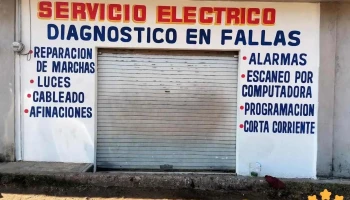 SERVICIO ELECTRICO
DIAGNOSTICO EN FALLAS
REPARACION
DE MARCHAS
• LUCES
• CABLEADO
• AFINACIONES
• ALARMAS
• ESCANEO POR
COMPUTADORA
• PROGRAMACION
• CORTA CORRIENTE